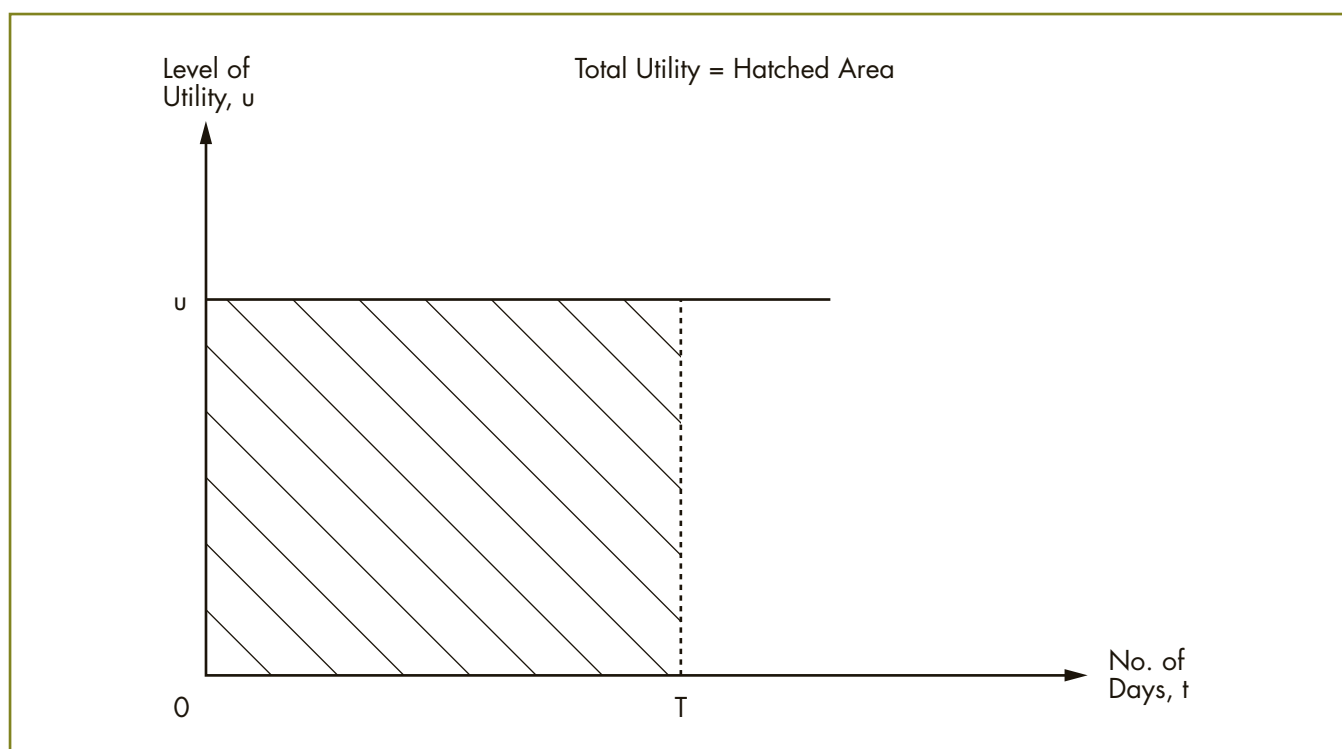 Level of
Utility, u
Total Utility = Hatched Area
u
0
T
No. of
Days, t